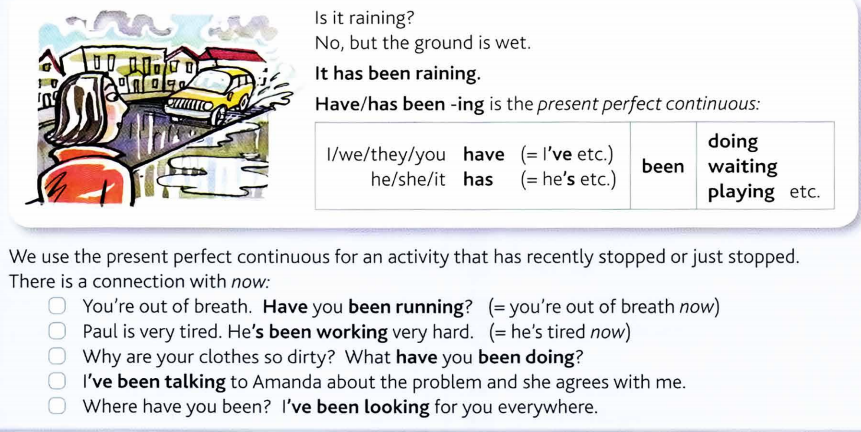 Is it raining?
No, but the ground is wet.
It has been raining.
Have/has been -ing is the present perfect continuous:
I/we/they/you have (= I've etc.) been doing
he/she/it has (= he's etc.) waiting
playing etc.
We use the present perfect continuous for an activity that has recently stopped or just stopped.
There is a connection with now:
You're out of breath. Have you been running? (= you're out of breath now)
Paul is very tired. He's been working very hard. (= he's tired now)
Why are your clothes so dirty? What have you been doing?
I've been talking to Amanda about the problem and she agrees with me.
Where have you been? I've been looking for you everywhere.